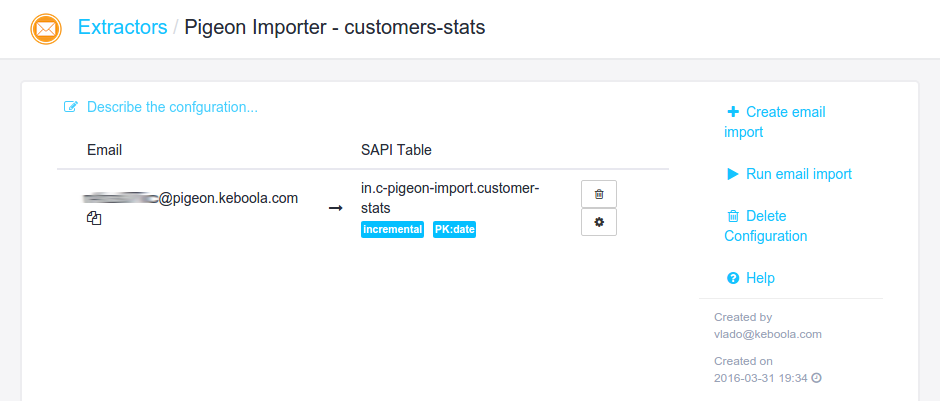 Extractors / Pigeon Importer - customers-stats
Describe the confguration...
Email
SAPI Table
@pigeon.keboola.com
in.c-pigeon-import.customer-
stats
incremental PK:date
Create email
import
Run email import
Delete
Configuration
Help
Created by
vlado@keboola.com
Created on
2016-03-31 19:34